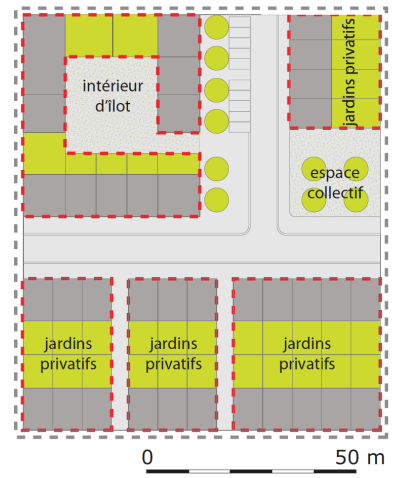 intérieur
d'îlot
jardins privatifs
espace
collectif
jardins
privatifs
jardins
privatifs
jardins
privatifs
0
50 m